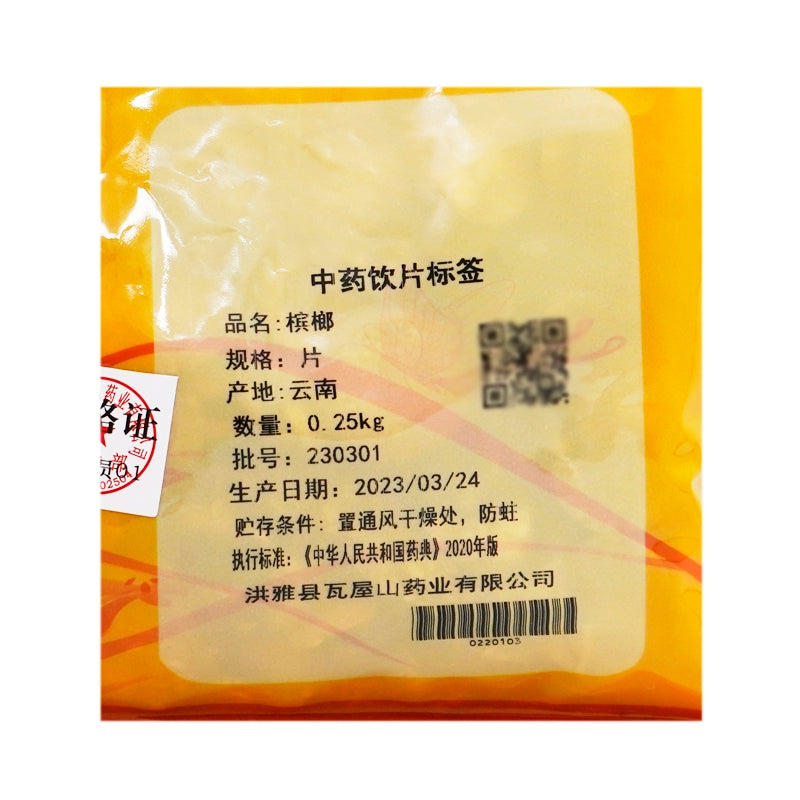 中药饮片标签
品名:槟榔
规格: 片
产地:云南
数量: 0.25kg
批号: 230301
生产日期: 2023/03/24
贮存条件: 置通风干燥处, 防蛀
执行标准:《中华人民共和国药典》2020年版
洪雅县瓦屋山药业有限公司
0220103
格证